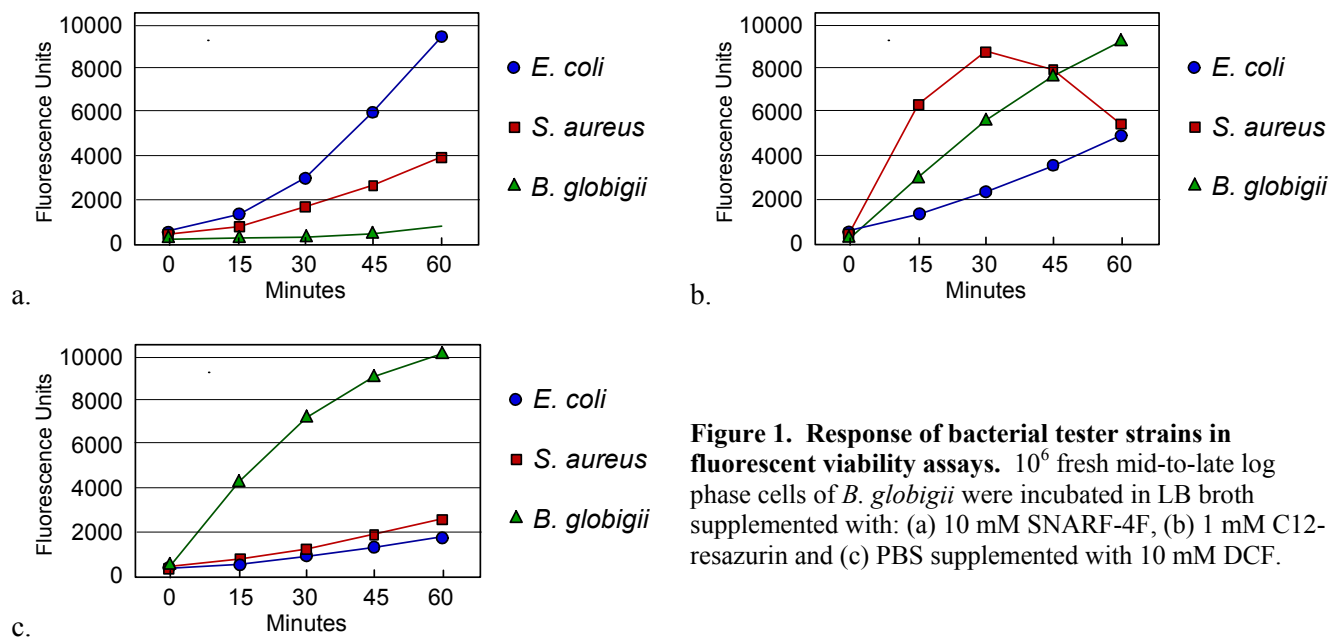 10000
8000
6000
4000
2000
0
Fluorescence Units
0 15 30 45 60
Minutes
E. coli
S. aureus
B. globigii
a.
10000
8000
6000
4000
2000
0
Fluorescence Units
0 15 30 45 60
Minutes
E. coli
S. aureus
B. globigii
b.
10000
8000
6000
4000
2000
0
Fluorescence Units
0 15 30 45 60
Minutes
E. coli
S. aureus
B. globigii
c.
Figure 1. Response of bacterial tester strains in
fluorescent viability assays. 10⁶ fresh mid-to-late log
phase cells of B. globigii were incubated in LB broth
supplemented with: (a) 10 mM SNARF-4F, (b) 1 mM C12-
resazurin and (c) PBS supplemented with 10 mM DCF.